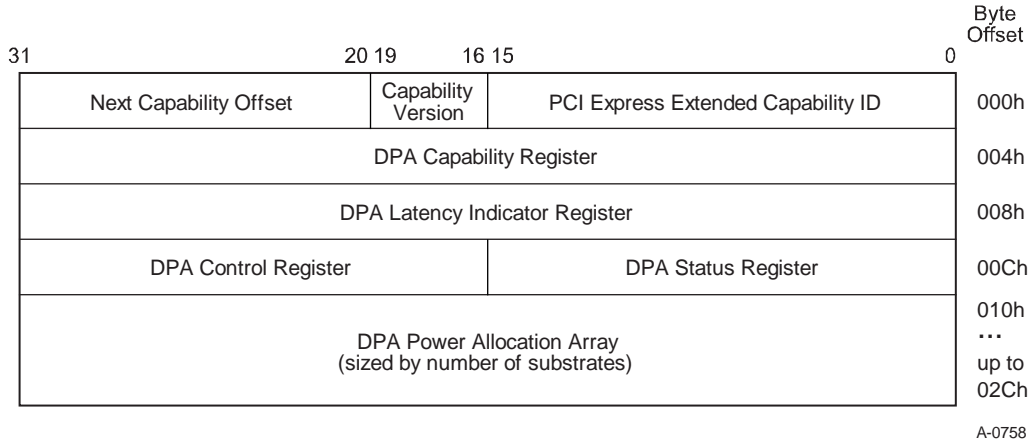 Byte
Offset
31 20 19 16 15 0
Next Capability Offset Capability Version PCI Express Extended Capability ID 000h
DPA Capability Register 004h
DPA Latency Indicator Register 008h
DPA Control Register DPA Status Register 00Ch
010h
DPA Power Allocation Array ...
(sized by number of substrates) up to
02Ch
A-0758